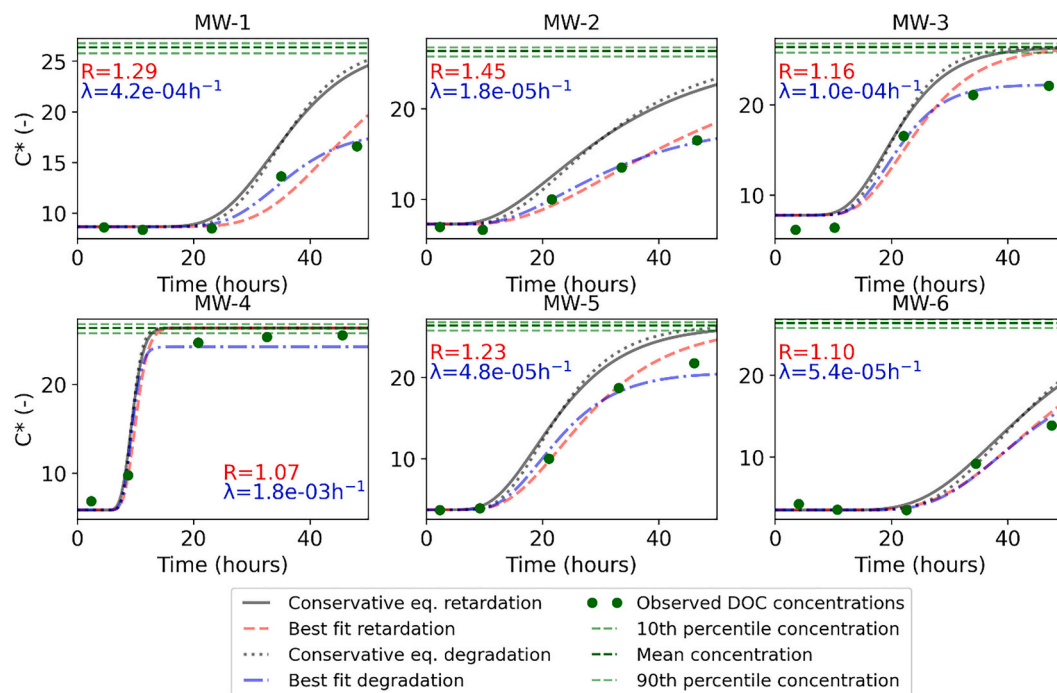 MW-1
MW-2
MW-3
C* (-)
25
20
15
10
R=1.29
λ=4.2e-04h⁻¹
0
20
40
Time (hours)
20
10
R=1.45
λ=1.8e-05h⁻¹
0
20
40
Time (hours)
20
10
R=1.16
λ=1.0e-04h⁻¹
0
20
40
Time (hours)
MW-4
MW-5
MW-6
C* (-)
20
10
R=1.07
λ=1.8e-03h⁻¹
0
20
40
Time (hours)
20
10
R=1.23
λ=4.8e-05h⁻¹
0
20
40
Time (hours)
20
10
R=1.10
λ=5.4e-05h⁻¹
0
20
40
Time (hours)
Conservative eq. retardation
Best fit retardation
Conservative eq. degradation
Best fit degradation
Observed DOC concentrations
10th percentile concentration
Mean concentration
90th percentile concentration